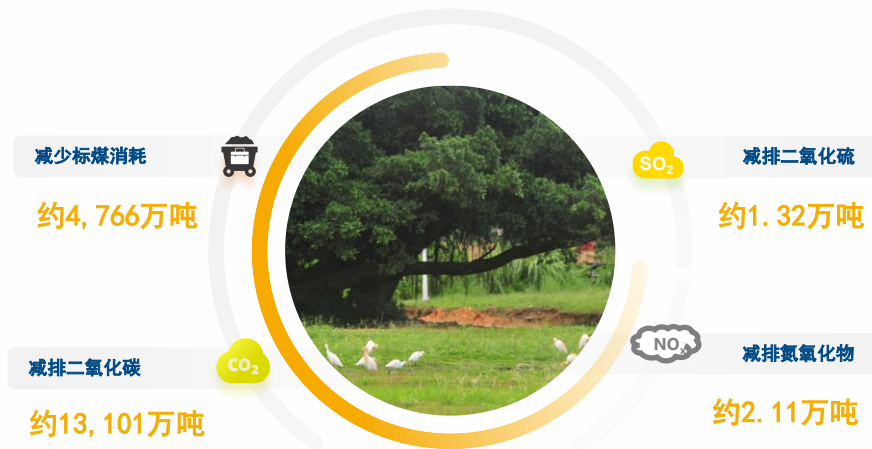 减少标煤消耗
约4,766万吨
SO₂
减排二氧化硫
约1.32万吨
减排二氧化碳
约13,101万吨
CO₂
NOₓ
减排氮氧化物
约2.11万吨